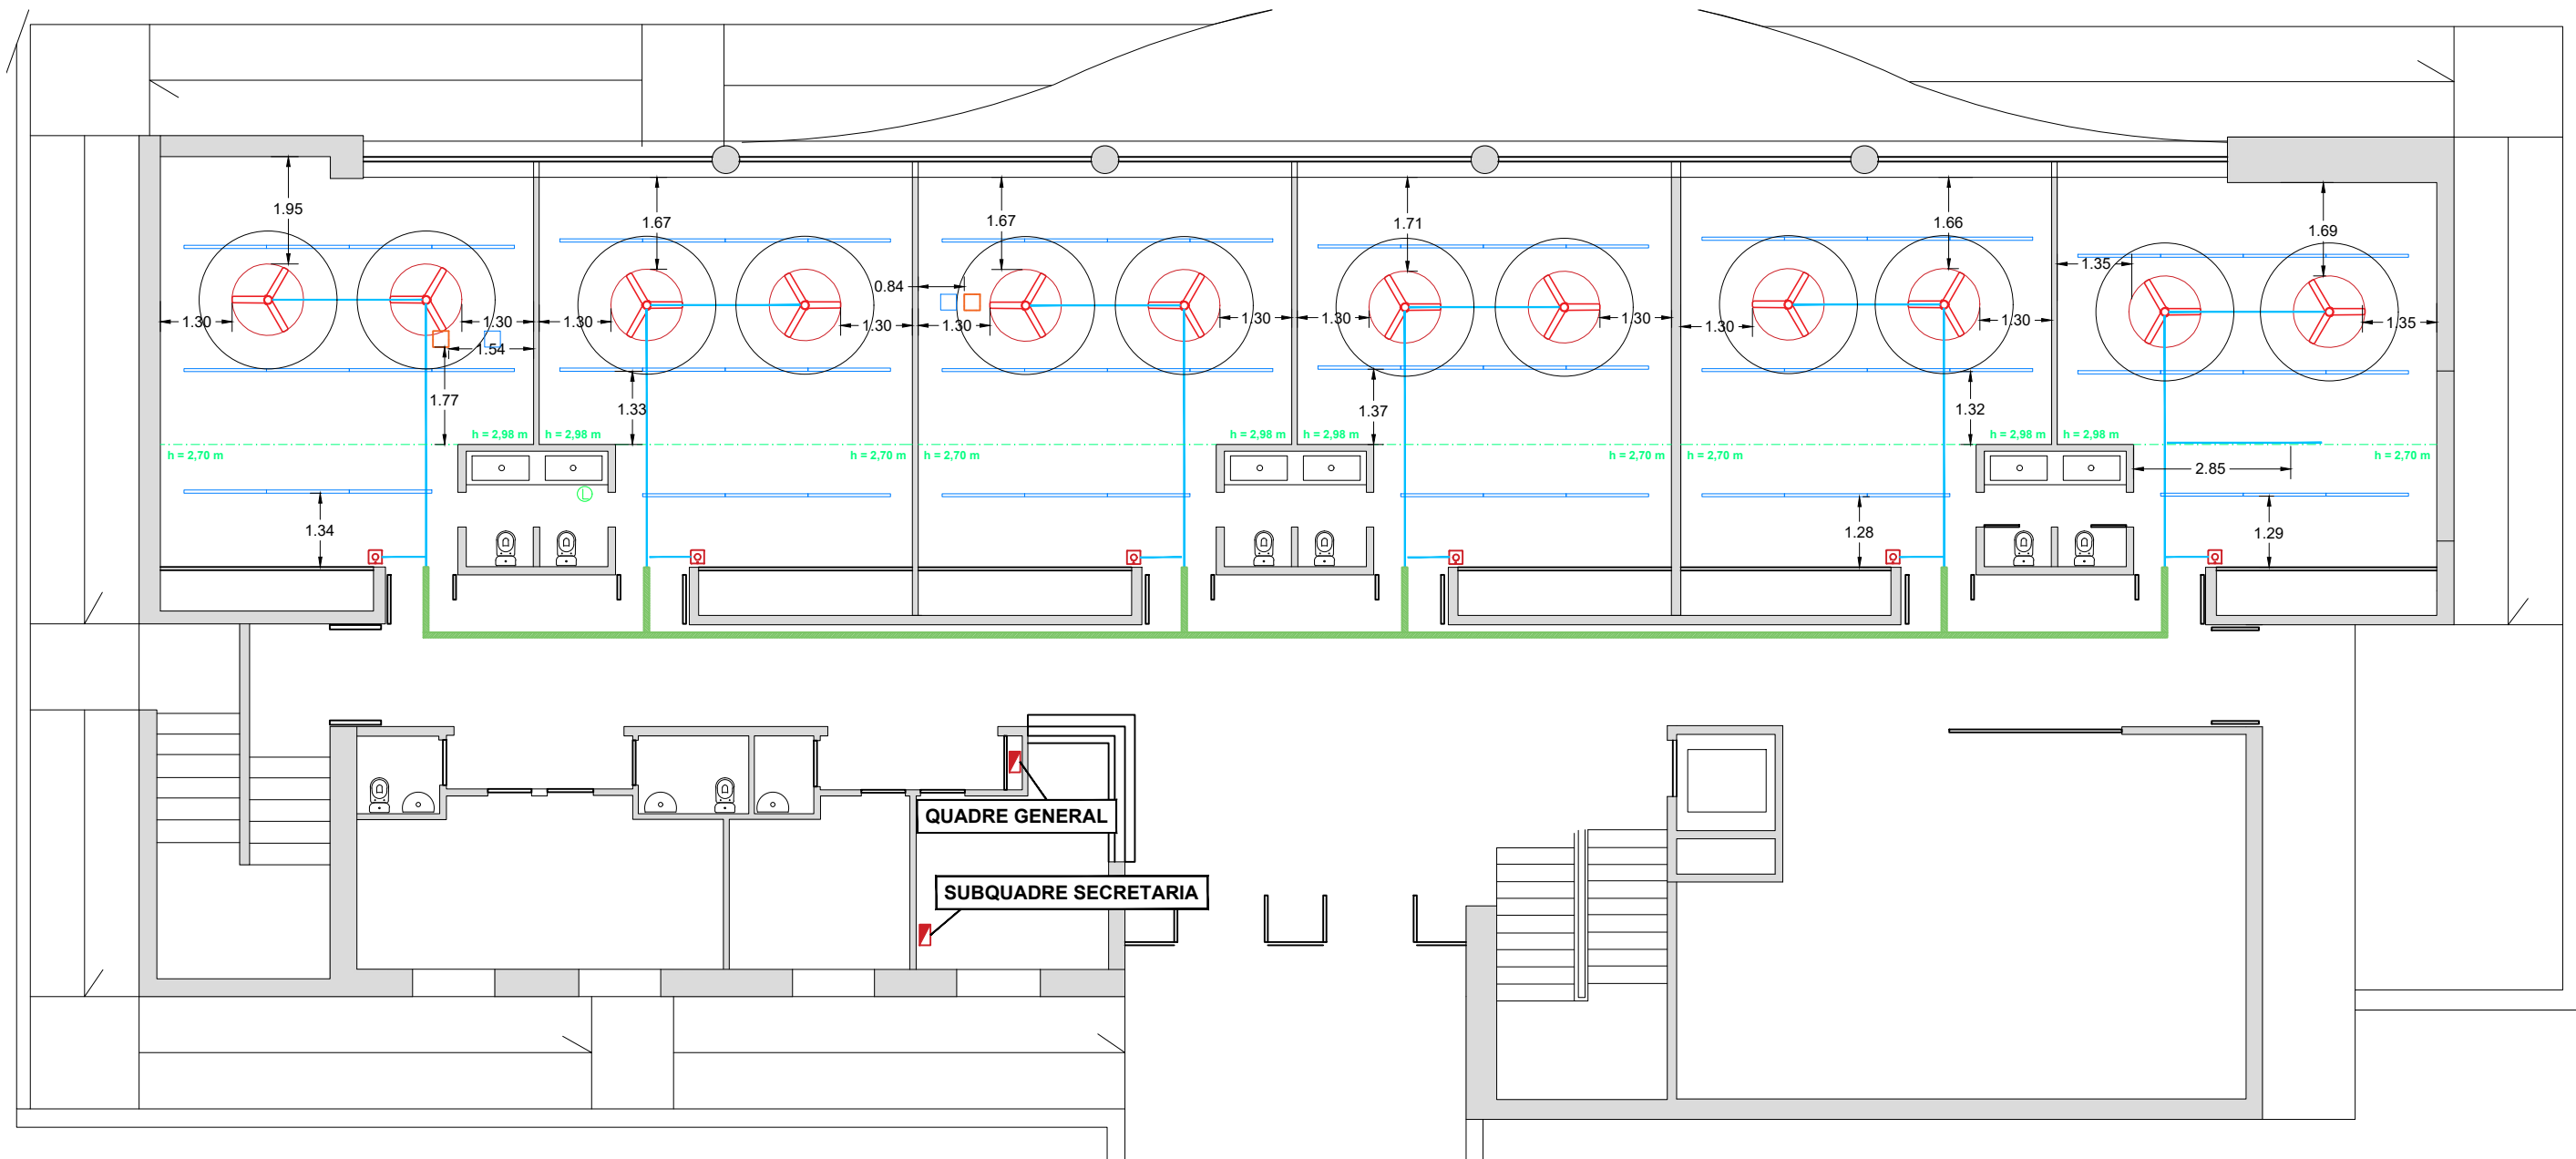 1.95
1.67
1.67
1.71
1.66
1.69
1.35
0.84
1.30
1.30
1.30
1.30
1.30
1.30
1.30
1.30
1.30
1.30
1.35
1.54
1.77
1.33
1.37
1.32
h = 2,98 m
h = 2,98 m
h = 2,98 m
h = 2,98 m
h = 2,98 m
h = 2,98 m
h = 2,70 m
h = 2,70 m
h = 2,70 m
h = 2,70 m
h = 2,70 m
h = 2,70 m
2.85
L
1.34
1.28
1.29
QUADRE GENERAL
SUBQUADRE SECRETARIA